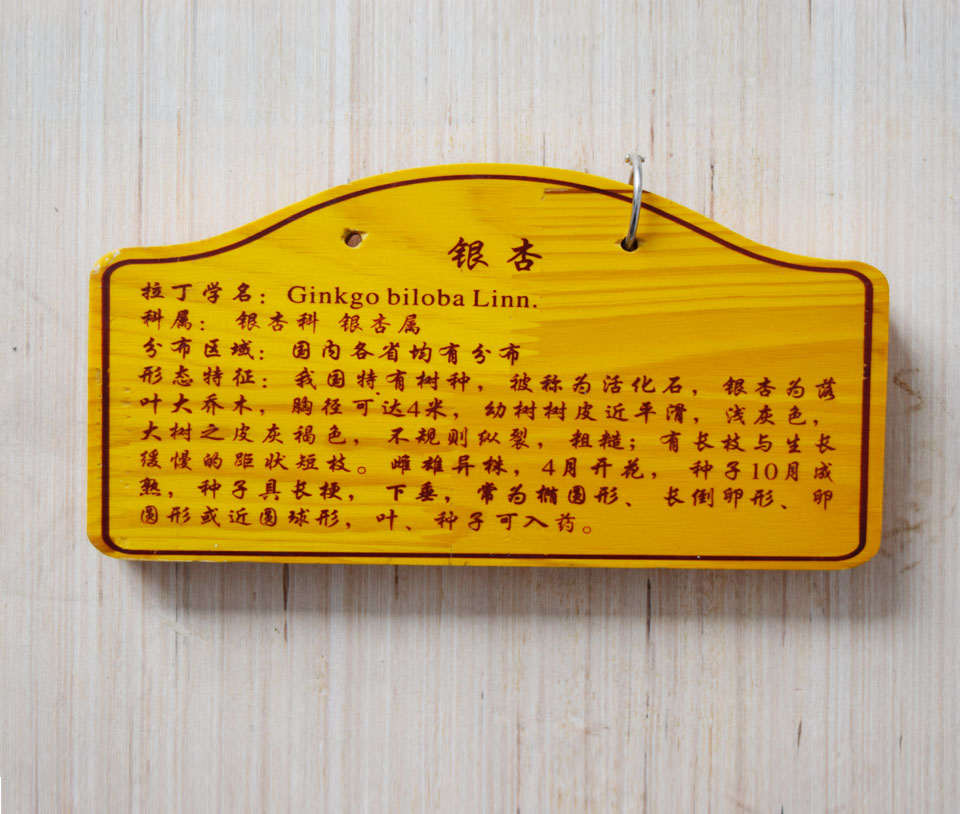 银杏
拉丁学名：Ginkgo biloba Linn.
科属： 银杏科 银杏属
分布区域：国内各省均有分布
形态特征：我国特有树种，被称为活化石，银杏为落
叶大乔木，胸径可达4米，幼树树皮近平滑，浅灰色，
大树之皮灰褐色，不规则纵裂，粗糙；有长枝与生长
缓慢的距状短枝。雌雄异株，4月开花，种子10月成
熟，种子具长梗，下垂，常为椭圆形、长倒卵形、卵
圆形或近圆球形，叶、种子可入药。